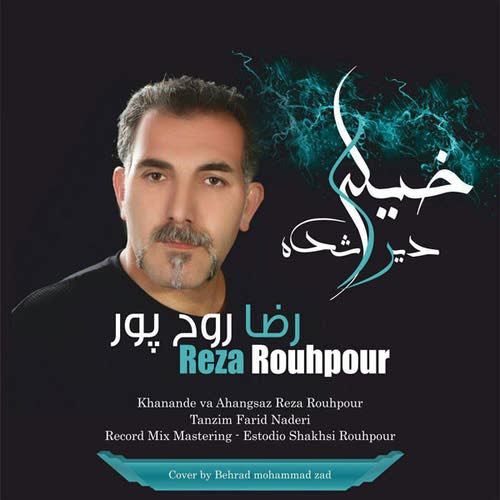 خیلی
دیر شده
رضا روح پور
Reza Rouhpour
Khanande va Ahangsaz Reza Rouhpour
Tanzim Farid Naderi
Record Mix Mastering - Estodio Shakhsi Rouhpour
Cover by Behrad mohammad zad